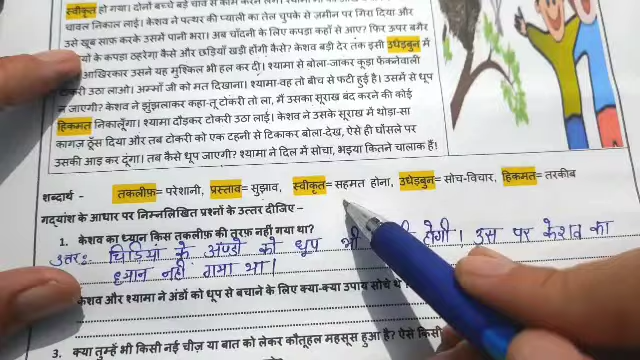 स्वीकृत हो गया। दोनों बच्चे बड़े चाव से काम करने लगे।
चावल निकाल लाई। केशव ने पत्थर की प्याली का तेल चुपके से ज़मीन पर गिरा दिया और
उसे खूब साफ़ करके उसमें पानी भरा। अब चाँदनी के लिए कपड़ा कहाँ से आए? फिर ऊपर बगैर
के कपड़ा ठहरेगा कैसे और छड़ियाँ खड़ी होंगी कैसे? केशव बड़ी देर तक इसी उधेड़बुन में
आखिरकार उसने यह मुश्किल भी हल कर दी। श्यामा से बोला-जाकर कूड़ा फेंकनेवाली
टोकरी उठा लाओ। अम्माँ जी को मत दिखाना। श्यामा-वह तो बीच से फटी हुई है। उसमें से धूप
न जाएगी? केशव ने झुंझलाकर कहा-तू टोकरी तो ला, मैं उसका सूराख बंद करने की कोई
हिकमत निकालूँगा। श्यामा दौड़कर टोकरी उठा लाई। केशव ने उसके सूराख में थोड़ा-सा
कागज़ ठूँस दिया और तब टोकरी को एक टहनी से टिकाकर बोला-देख, ऐसे ही घोंसले पर
उसकी आड़ कर दूंगा। तब कैसे धूप जाएगी? श्यामा ने दिल में सोचा, भइया कितने चालाक हैं!
शब्दार्थ - तकलीफ़= परेशानी, प्रस्ताव= सुझाव, स्वीकृत= सहमत होना, उधेड़बुन= सोच-विचार, हिकमत= तरकीब
गद्यांश के आधार पर निम्नलिखित प्रश्नों के उत्तर दीजिए –
1. केशव का ध्यान किस तकलीफ़ की तरफ़ नहीं गया था?
उत्तर: चिड़िया के अण्डो को धूप होगी। उस पर केशव का
ध्यान नही गया था।
केशव और श्यामा ने अंडों को धूप से बचाने के लिए क्या-क्या उपाय सोचे थे
3. क्या तुम्हें भी किसी नई चीज़ या बात को लेकर कौतूहल महसूस हुआ है? ऐसे किसी